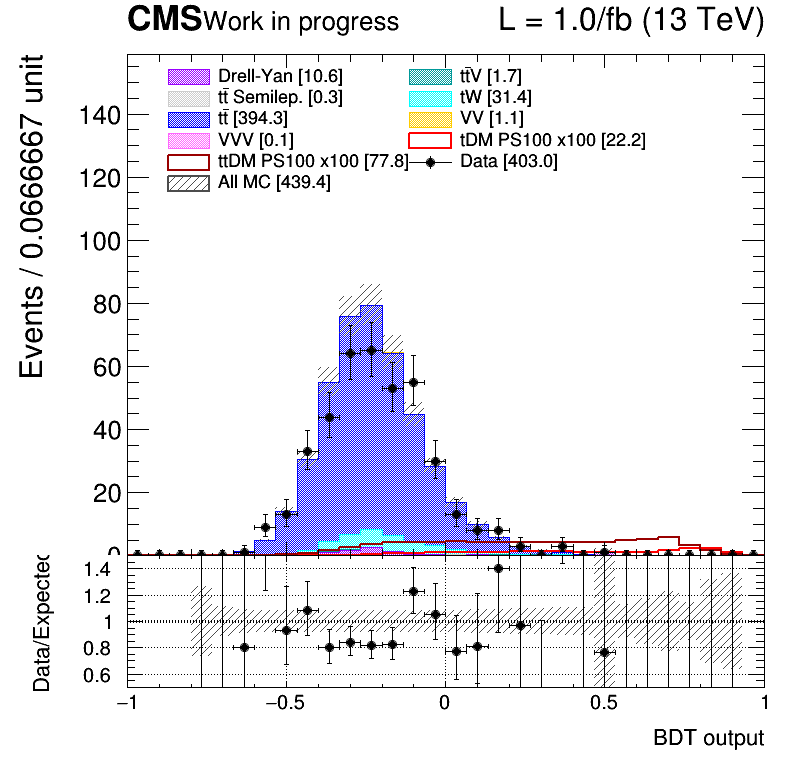 CMS Work in progress L = 1.0/fb (13 TeV)
Drell-Yan [10.6] tt̄V [1.7]
tt̄ Semilep. [0.3] tW [31.4]
tt̄ [394.3] VV [1.1]
VVV [0.1] tDM PS100 x100 [22.2]
ttDM PS100 x100 [77.8] Data [403.0]
All MC [439.4]
Events / 0.0666667 unit
140
120
100
80
60
40
20
0
Data/Expected
1.4
1.2
1
0.8
0.6
−1 −0.5 0 0.5 1
BDT output